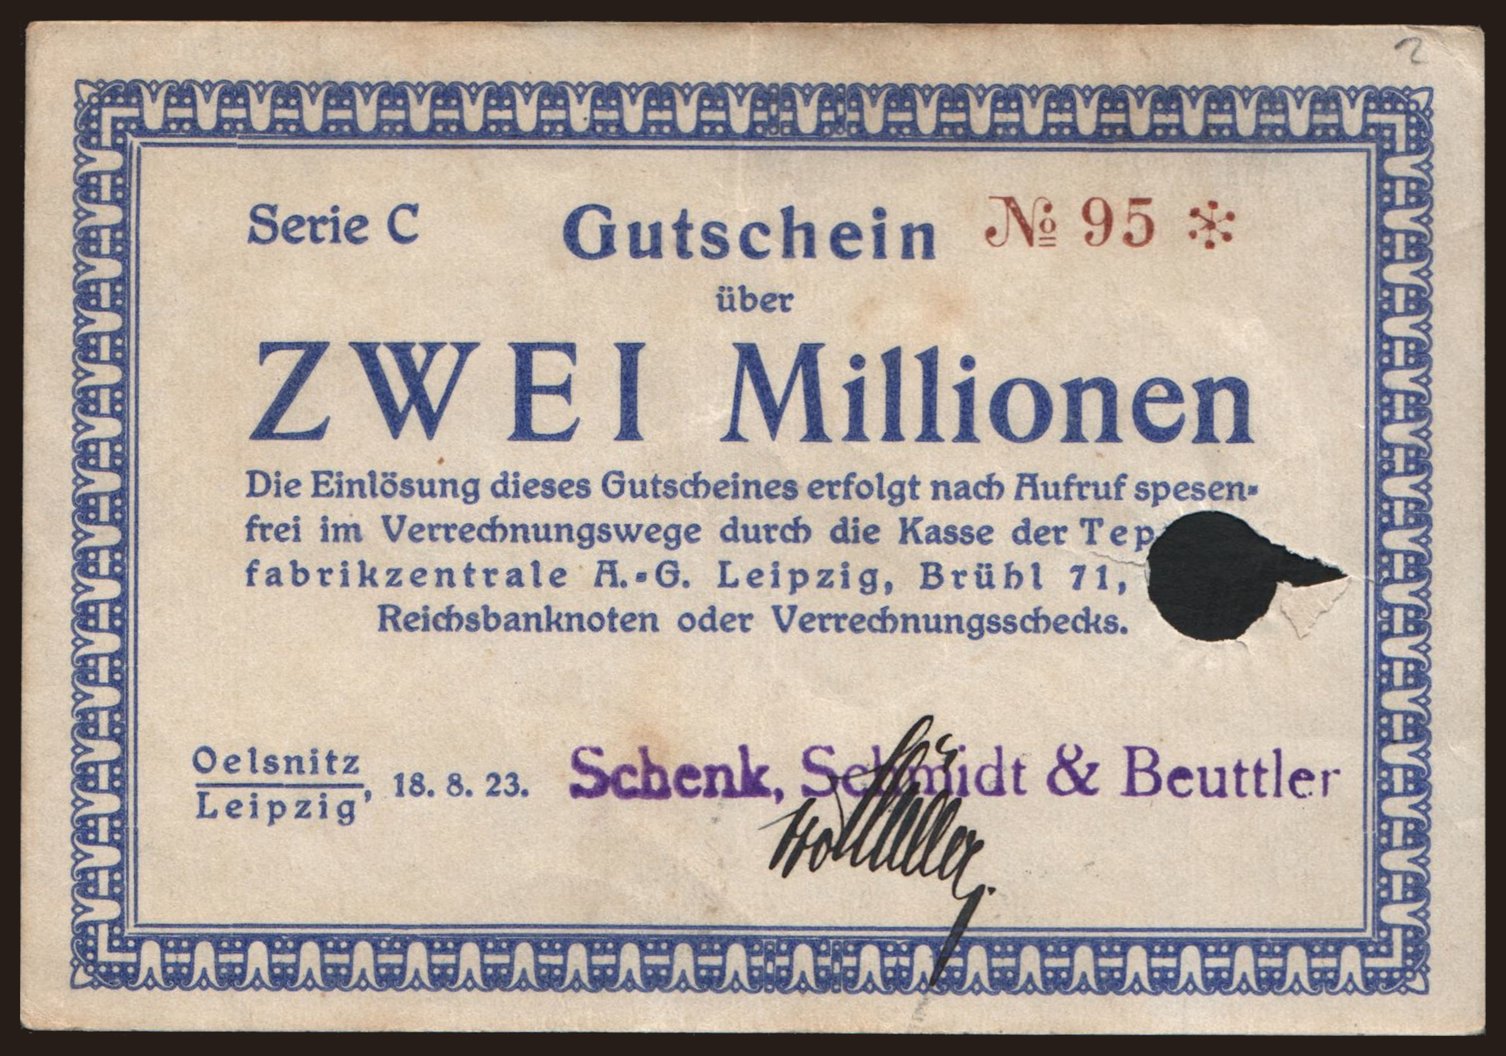 2
Serie C Gutschein № 95 *
über
ZWEI Millionen
Die Einlösung dieses Gutscheines erfolgt nach Aufruf spesen-
frei im Verrechnungswege durch die Kasse der Tep
fabrikzentrale A.-G. Leipzig, Brühl 71,
Reichsbanknoten oder Verrechnungsschecks.
Oelsnitz
Leipzig, 18. 8. 23.
Schenk, Schmidt & Beuttler